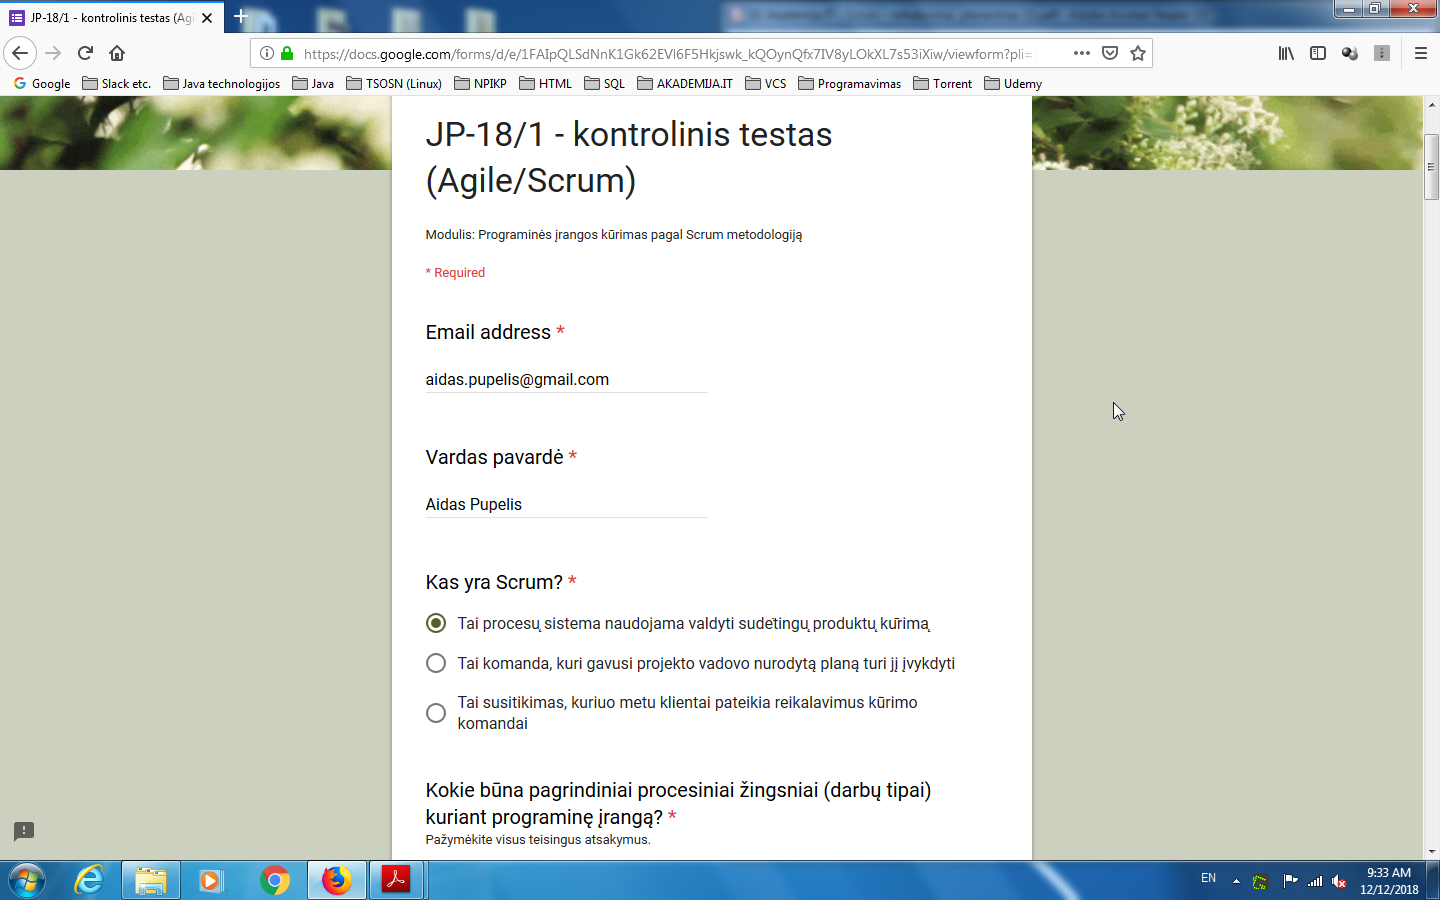 JP-18/1 - kontrolinis testas (Agi
https://docs.google.com/forms/d/e/1FAIpQLSdNnK1Gk62EVl6F5Hkjswk_kQOynQfx7IV8yLOkXL7s53iXiw/viewform?pli=
Google Slack etc. Java technologijos Java TSOSN (Linux) NPIKP HTML SQL AKADEMIJA.IT VCS Programavimas Torrent Udemy
JP-18/1 - kontrolinis testas
(Agile/Scrum)
Modulis: Programinės įrangos kūrimas pagal Scrum metodologiją
* Required
Email address *
aidas.pupelis@gmail.com
Vardas pavardė *
Aidas Pupelis
Kas yra Scrum? *
Tai procesų sistema naudojama valdyti sudėtingų produktų kūrimą
Tai komanda, kuri gavusi projekto vadovo nurodytą planą turi jį įvykdyti
Tai susitikimas, kuriuo metu klientai pateikia reikalavimus kūrimo
komandai
Kokie būna pagrindiniai procesiniai žingsniai (darbų tipai)
kuriant programinę įrangą? *
Pažymėkite visus teisingus atsakymus.
EN
9:33 AM
12/12/2018